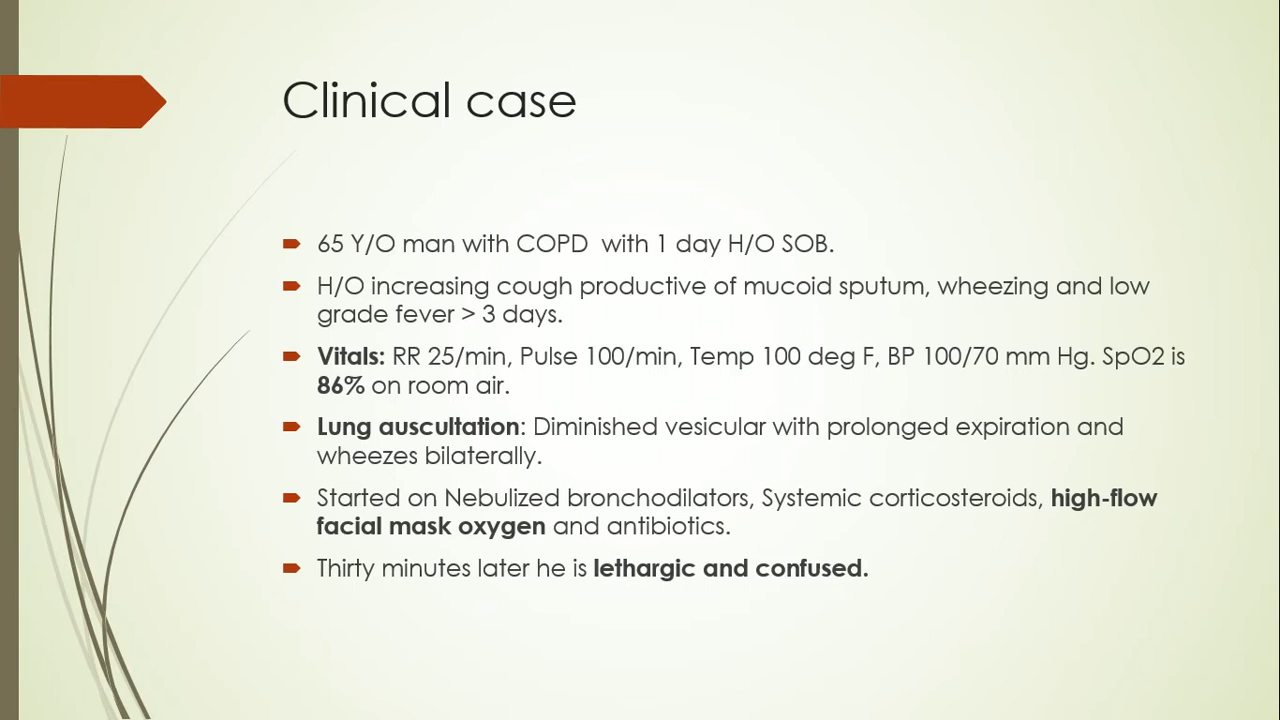 Clinical case
65 Y/O man with COPD with 1 day H/O SOB.
H/O increasing cough productive of mucoid sputum, wheezing and low
grade fever > 3 days.
Vitals: RR 25/min, Pulse 100/min, Temp 100 deg F, BP 100/70 mm Hg. SpO2 is
86% on room air.
Lung auscultation: Diminished vesicular with prolonged expiration and
wheezes bilaterally.
Started on Nebulized bronchodilators, Systemic corticosteroids, high-flow
facial mask oxygen and antibiotics.
Thirty minutes later he is lethargic and confused.